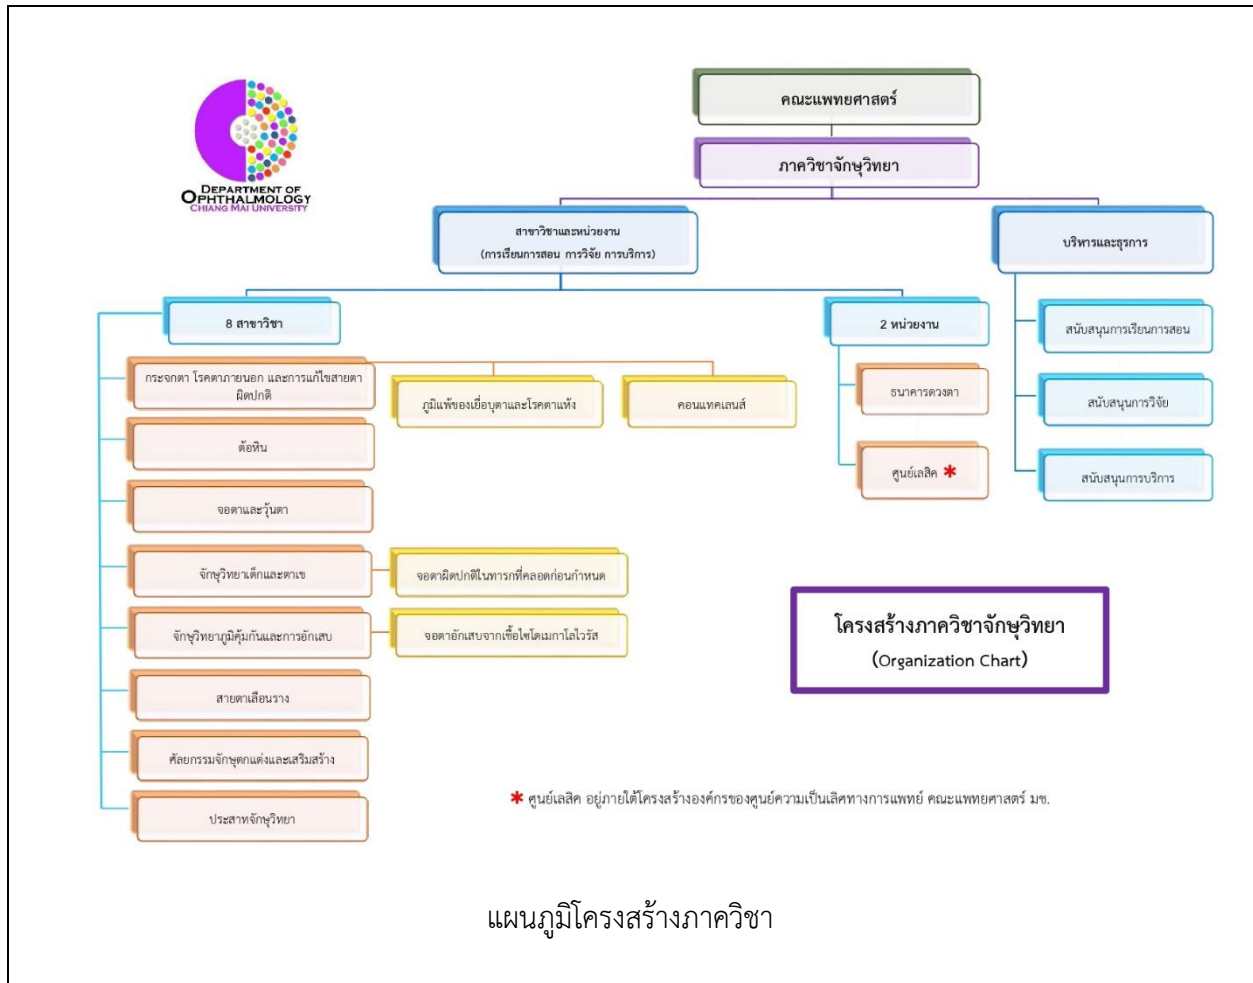 DEPARTMENT OF
OPHTHALMOLOGY
CHIANG MAI UNIVERSITY
คณะแพทยศาสตร์
ภาควิชาจักษุวิทยา
สาขาวิชาและหน่วยงาน
(การเรียนการสอน การวิจัย การบริการ)
บริหารและธุรการ
8 สาขาวิชา
2 หน่วยงาน
สนับสนุนการเรียนการสอน
กระจกตา โรคตาภายนอก และการแก้ไขสายตา
ผิดปกติ
ภูมิแพ้ของเยื่อบุตาและโรคตาแห้ง
คอนแทคเลนส์
ธนาคารดวงตา
สนับสนุนการวิจัย
ต้อหิน
ศูนย์เลสิค *
สนับสนุนการบริการ
จอตาและวุ้นตา
จักษุวิทยาเด็กและตาเข
จอตาผิดปกติในทารกที่คลอดก่อนกำหนด
จักษุวิทยาภูมิคุ้มกันและการอักเสบ
จอตาอักเสบจากเชื้อไซโตเมกาโลไวรัส
โครงสร้างภาควิชาจักษุวิทยา
(Organization Chart)
สายตาเลือนราง
ศัลยกรรมจักษุตกแต่งและเสริมสร้าง
ประสาทจักษุวิทยา
* ศูนย์เลสิค อยู่ภายใต้โครงสร้างองค์กรของศูนย์ความเป็นเลิศทางการแพทย์ คณะแพทยศาสตร์ มช.
แผนภูมิโครงสร้างภาควิชา